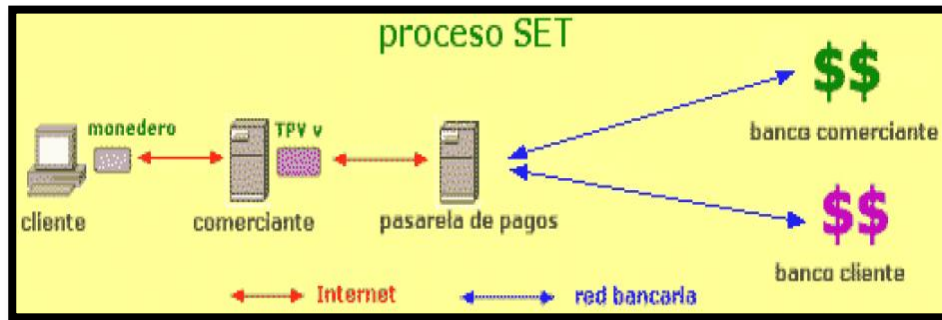 proceso SET
$$
banco comerciante
monedero
TPV v
cliente
comerciante
pasarela de pagos
$$
banco cliente
Internet
red bancaria